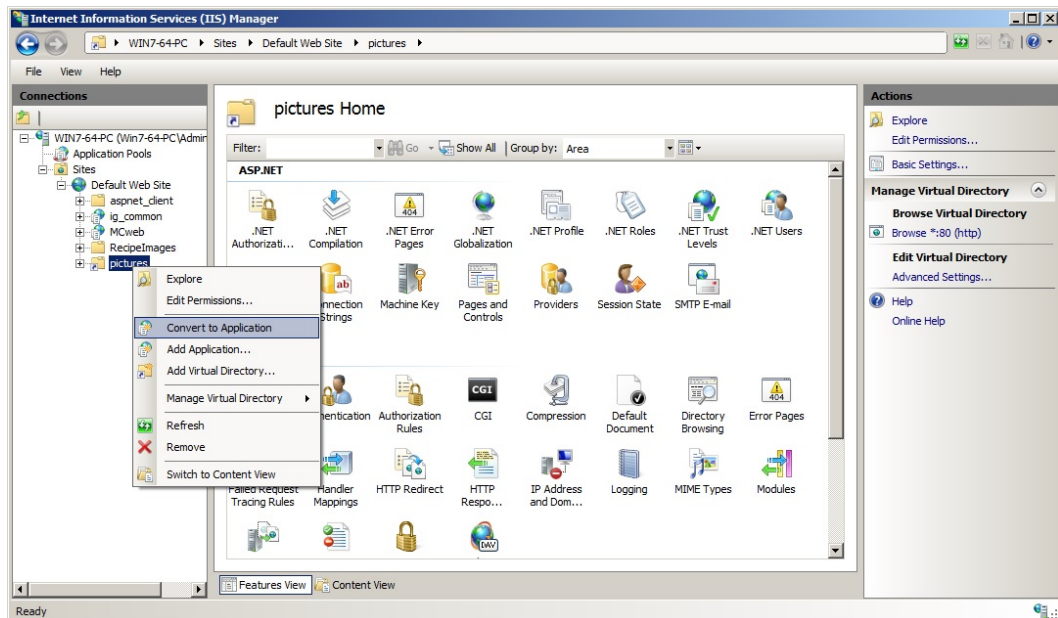 Internet Information Services (IIS) Manager
WIN7-64-PC Sites Default Web Site pictures
File View Help
Connections
WIN7-64-PC (Win7-64-PC\Admir
Application Pools
Sites
Default Web Site
aspnet_client
ig_common
MCweb
RecipeImages
pictures
Explore
Edit Permissions...
Convert to Application
Add Application...
Add Virtual Directory...
Manage Virtual Directory
Refresh
Remove
Switch to Content View
pictures Home
Filter: Go Show All Group by: Area
ASP.NET
.NET Authorizati...
.NET Compilation
.NET Error Pages
.NET Globalization
.NET Profile
.NET Roles
.NET Trust Levels
.NET Users
ab
nnection Strings
Machine Key
Pages and Controls
Providers
Session State
SMTP E-mail
hentication
Authorization Rules
CGI
CGI
Compression
Default Document
Directory Browsing
404
Error Pages
Failed Request Tracing Rules
Handler Mappings
HTTP Redirect
HTTP Respo...
IP Address and Dom...
Logging
MIME Types
Modules
DAV
Features View Content View
Actions
Explore
Edit Permissions...
Basic Settings...
Manage Virtual Directory
Browse Virtual Directory
Browse *:80 (http)
Edit Virtual Directory
Advanced Settings...
Help
Online Help
Ready